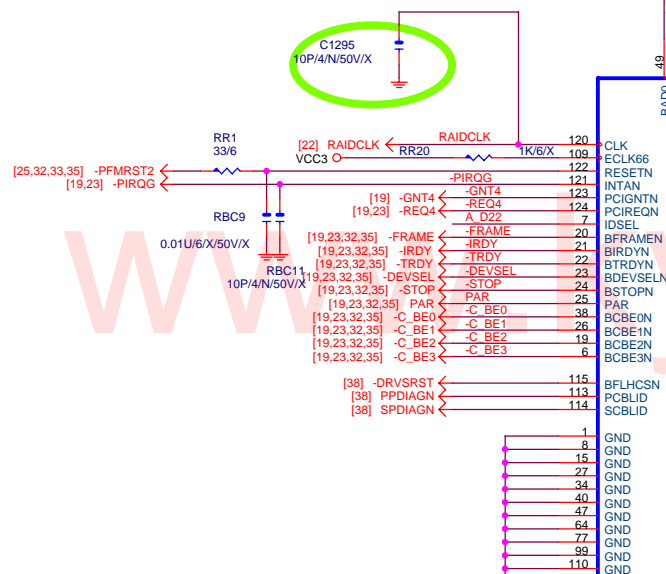 C1295
10P/4/N/50V/X
49
BAD0
RR1
33/6
[22] RAIDCLK
RAIDCLK
120 CLK
VCC3
RR20
1K/6/X
109 ECLK66
[25,32,33,35] -PFMRST2
122 RESETN
[19,23] -PIRQG
-PIRQG
121 INTAN
[19] -GNT4
-GNT4
123 PCIGNTN
[19,23] -REQ4
-REQ4
124 PCIREQN
A_D22
7 IDSEL
RBC9
0.01U/6/X/50V/X
RBC11
10P/4/N/50V/X
[19,23,32,35] -FRAME
-FRAME
20 BFRAMEN
[19,23,32,35] -IRDY
-IRDY
21 BIRDYN
[19,23,32,35] -TRDY
-TRDY
22 BTRDYN
[19,23,32,35] -DEVSEL
-DEVSEL
23 BDEVSELN
[19,23,32,35] -STOP
-STOP
24 BSTOPN
[19,23,32,35] PAR
PAR
25 PAR
[19,23,32,35] -C_BE0
-C_BE0
38 BCBE0N
[19,23,32,35] -C_BE1
-C_BE1
26 BCBE1N
[19,23,32,35] -C_BE2
-C_BE2
19 BCBE2N
[19,23,32,35] -C_BE3
-C_BE3
6 BCBE3N
[38] -DRVSRST
115 BFLHCSN
[38] PPDIAGN
113 PCBLID
[38] SPDIAGN
114 SCBLID
1 GND
8 GND
15 GND
27 GND
34 GND
40 GND
47 GND
64 GND
77 GND
99 GND
110 GND